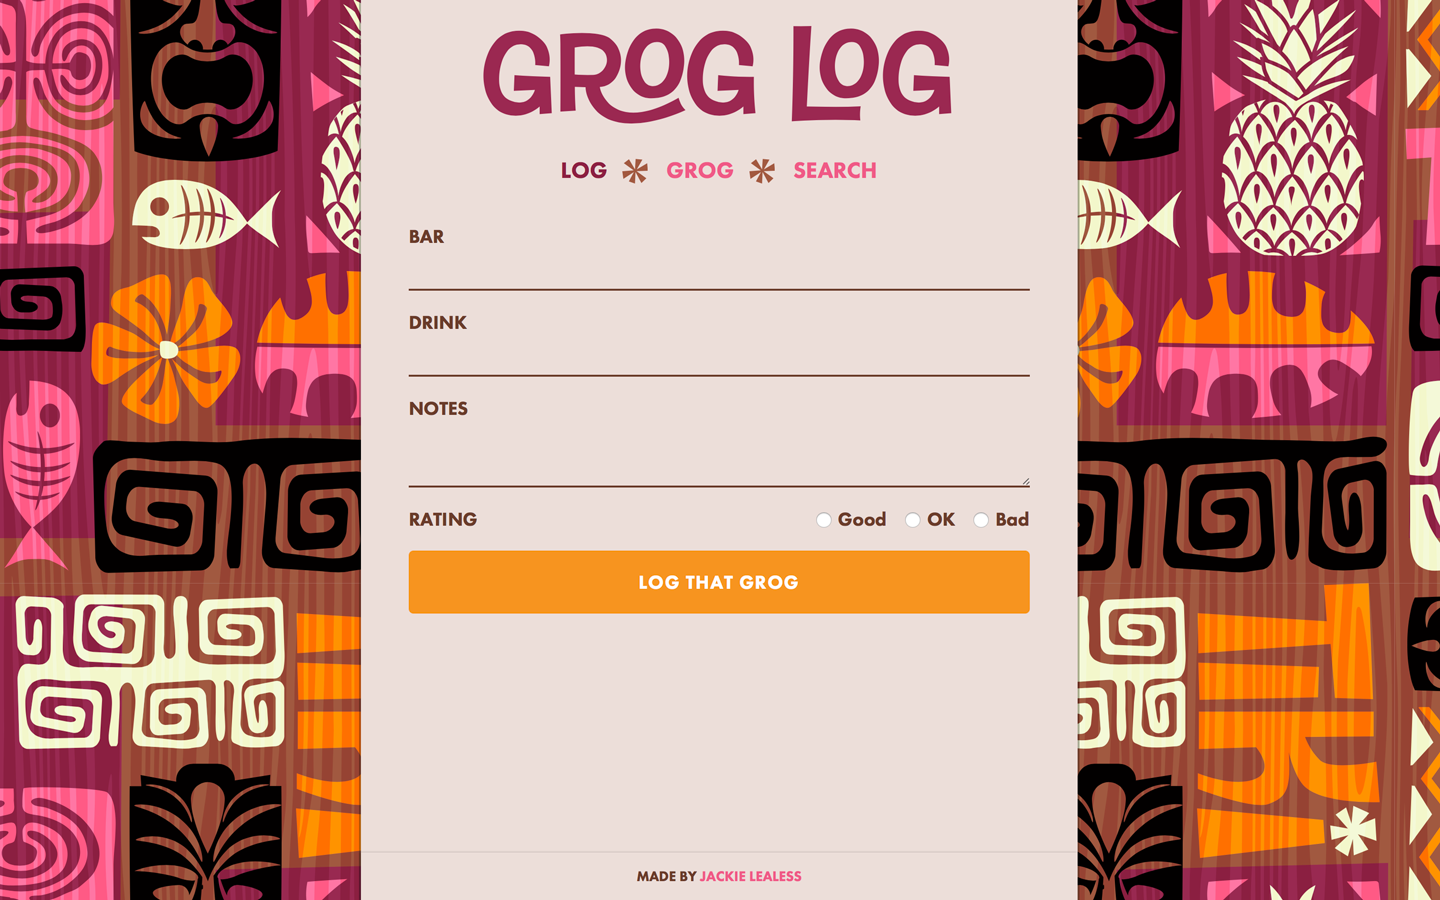 GROG LOG
LOG GROG SEARCH
BAR
DRINK
NOTES
RATING Good OK Bad
LOG THAT GROG
MADE BY JACKIE LEALESS